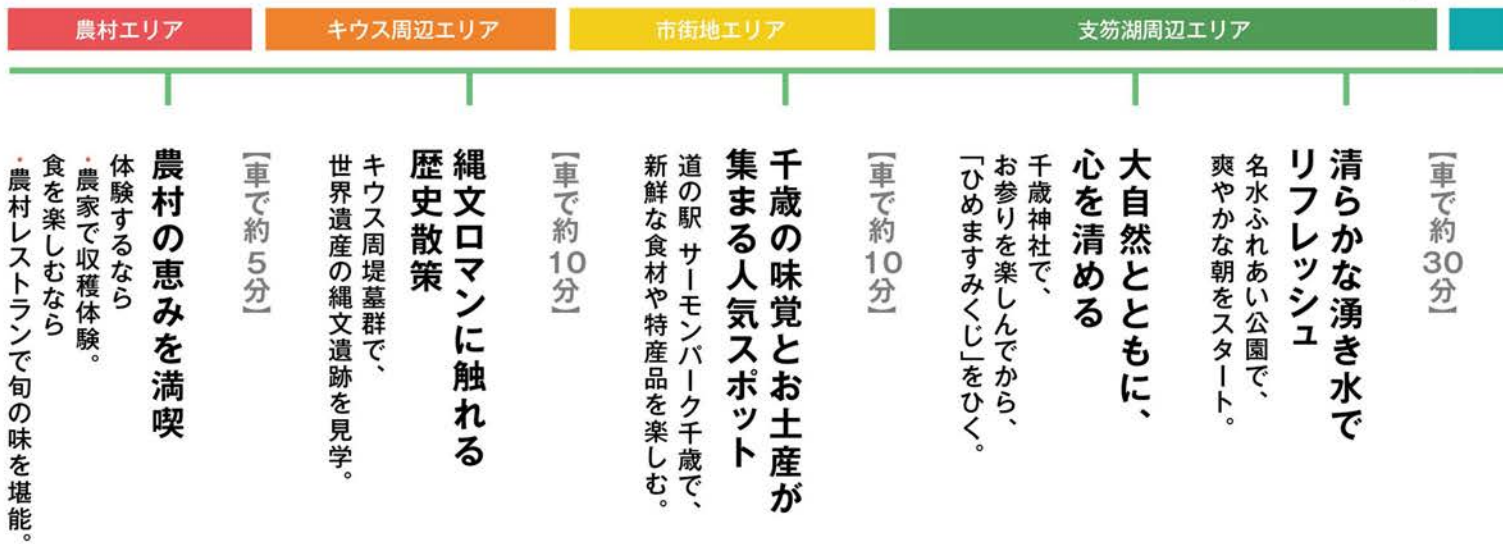 農村エリア
キウス周辺エリア
市街地エリア
支笏湖周辺エリア
【車で約30分】
清らかな湧き水で
リフレッシュ
名水ふれあい公園で、
爽やかな朝をスタート。
大自然とともに、
心を清める
千歳神社で、
お参りを楽しんでから、
「ひめますみくじ」をひく。
【車で約10分】
千歳の味覚とお土産が
集まる人気スポット
道の駅 サーモンパーク千歳で、
新鮮な食材や特産品を楽しむ。
【車で約10分】
縄文ロマンに触れる
歴史散策
キウス周堤墓群で、
世界遺産の縄文遺跡を見学。
【車で約5分】
農村の恵みを満喫
体験するなら
・農家で収穫体験。
食を楽しむなら
・農村レストランで旬の味を堪能。